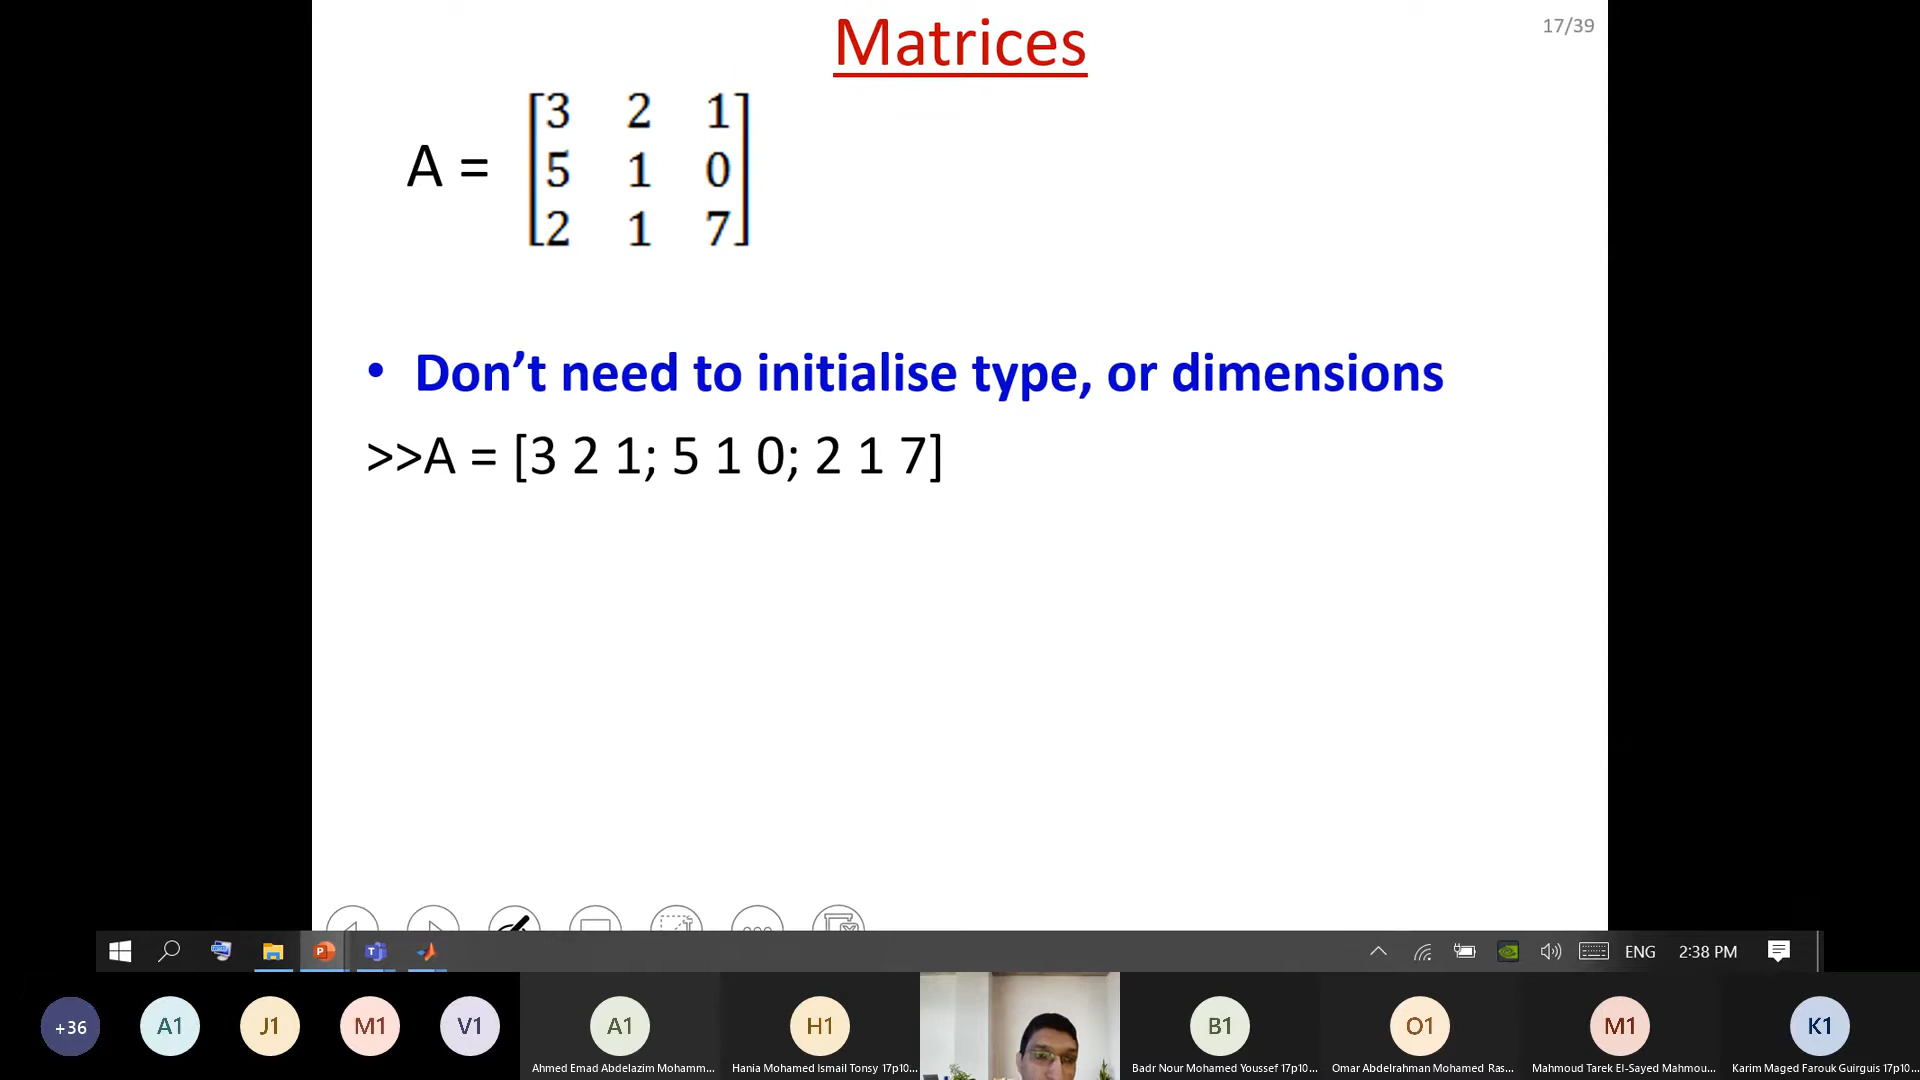 Matrices
17/39
A =
3 2 1
5 1 0
2 1 7
• Don't need to initialise type, or dimensions
>>A = [3 2 1; 5 1 0; 2 1 7]
ENG
2:38 PM
+36
A1
J1
M1
V1
A1
H1
B1
O1
M1
K1
Ahmed Emad Abdelazim Mohamm...
Hania Mohamed Ismail Tonsy 17p10...
Badr Nour Mohamed Youssef 17p10...
Omar Abdelrahman Mohamed Ras...
Mahmoud Tarek El-Sayed Mahmou...
Karim Maged Farouk Guirguis 17p10...